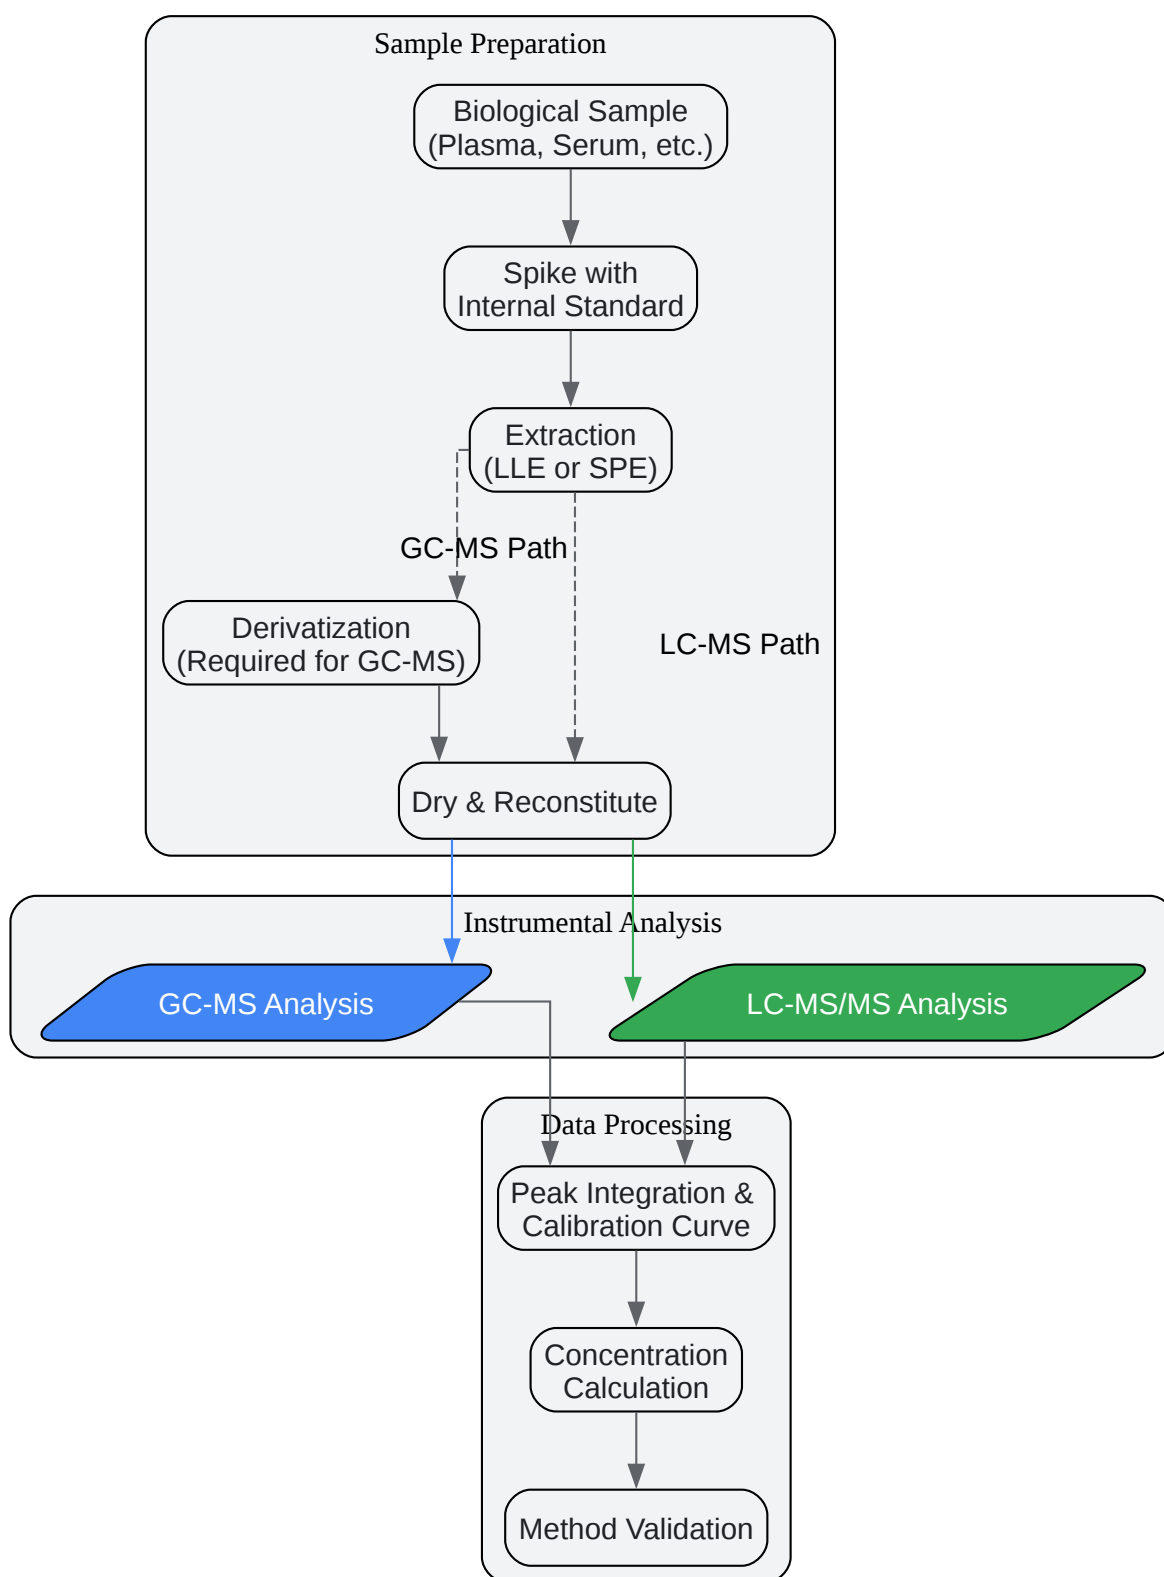 Sample Preparation
Biological Sample
(Plasma, Serum, etc.)
Spike with
Internal Standard
Extraction
(LLE or SPE)
GC-MS Path
Derivatization
(Required for GC-MS)
LC-MS Path
Dry & Reconstitute
Instrumental Analysis
GC-MS Analysis
LC-MS/MS Analysis
Data Processing
Peak Integration &
Calibration Curve
Concentration
Calculation
Method Validation